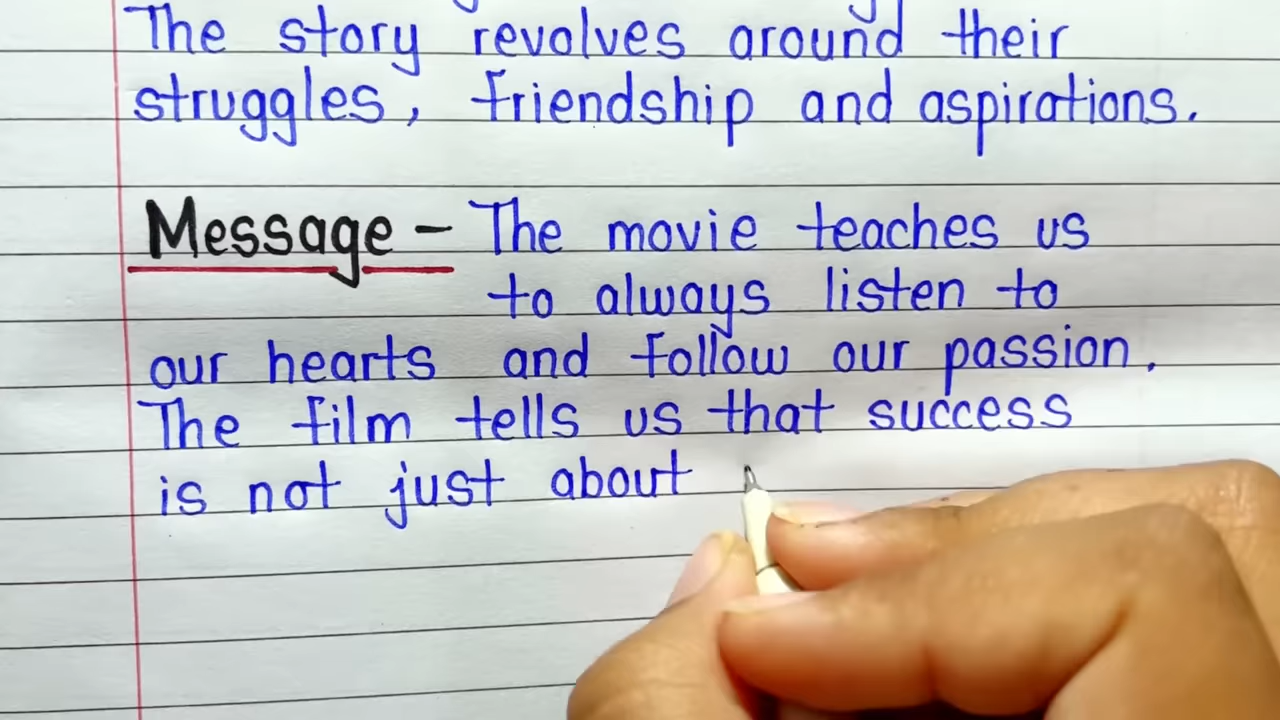 The story revolves around their
struggles, friendship and aspirations.
Message - The movie teaches us
to always listen to
our hearts and follow our passion.
The film tells us that success
is not just about